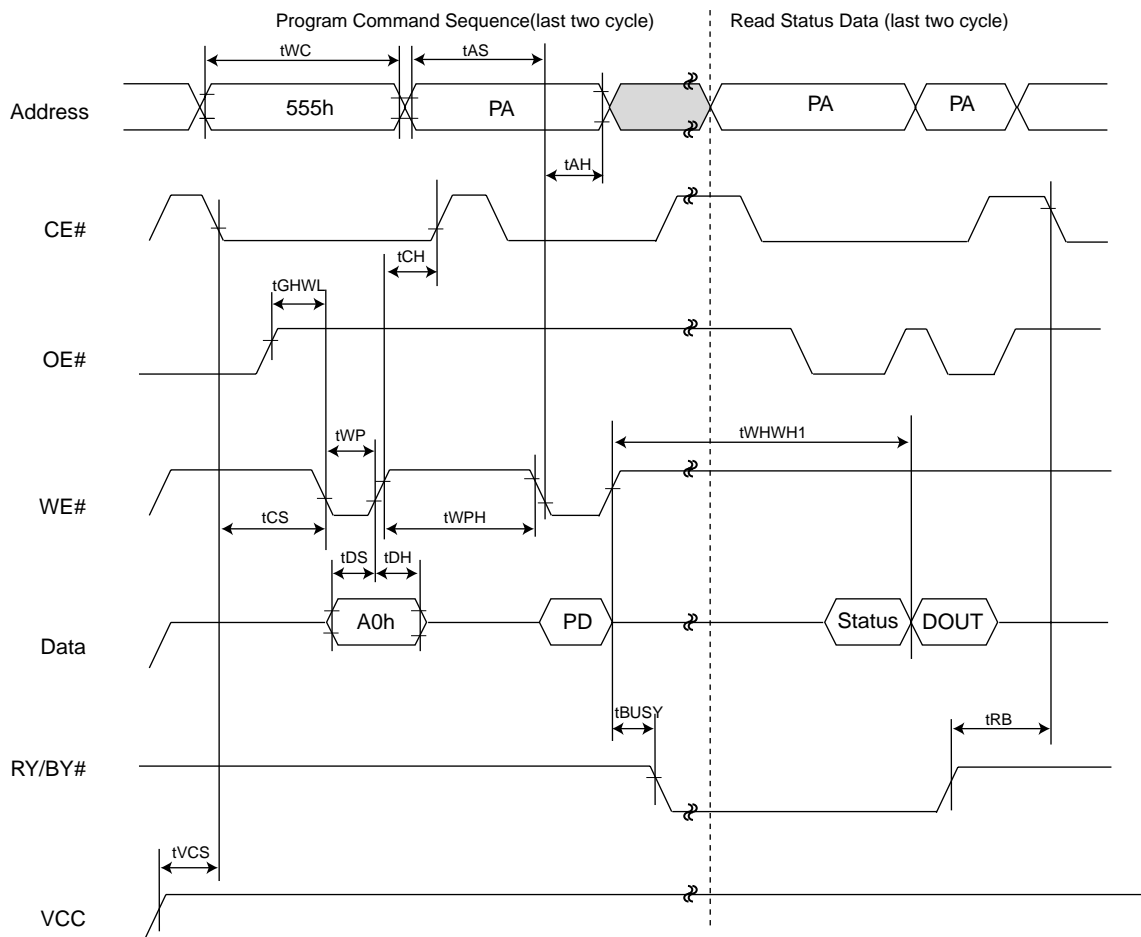 Program Command Sequence(last two cycle)
Read Status Data (last two cycle)
tWC
tAS
Address
555h
PA
PA
PA
tAH
CE#
tCH
tGHWL
OE#
tWP
tWHWH1
WE#
tCS
tWPH
tDS
tDH
A0h
PD
Status
DOUT
Data
tBUSY
tRB
RY/BY#
tVCS
VCC